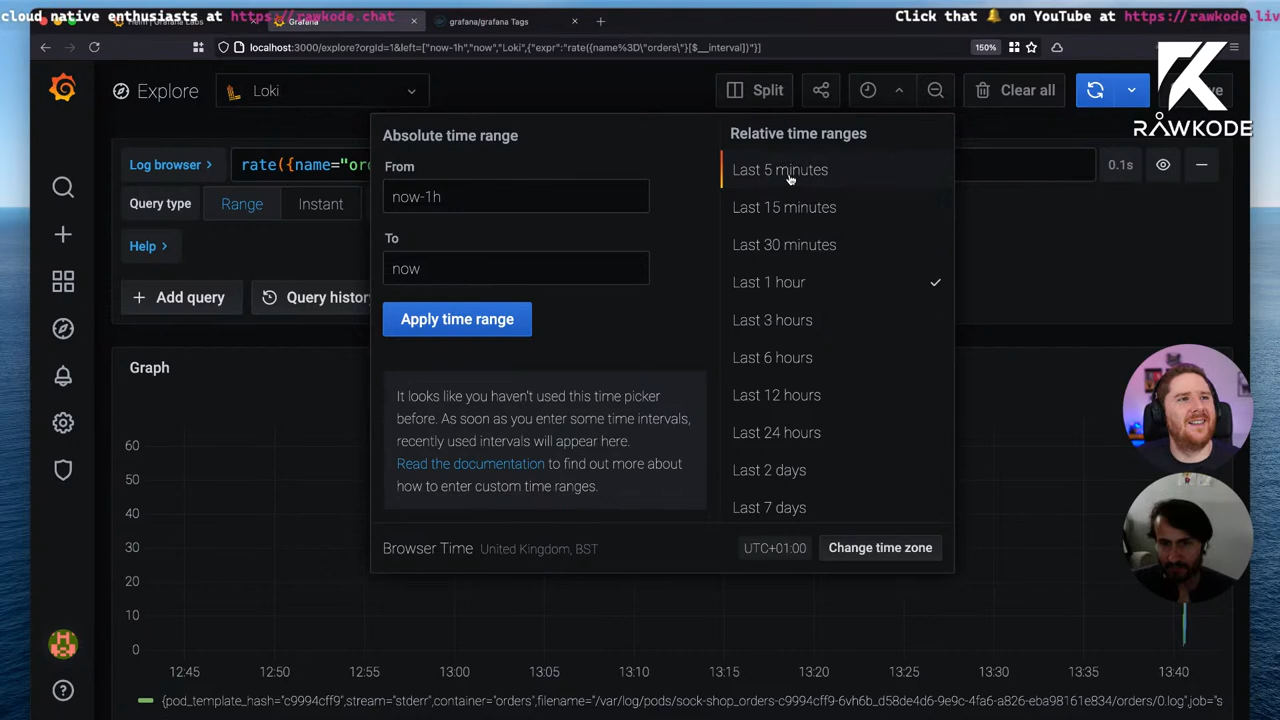 cloud native enthusiasts at https://rawkode.chat
Click that 🔔 on YouTube at https://rawkode.liv
Grafana
grafana/grafana Tags
localhost:3000/explore?orgId=1&left=["now-1h","now","Loki",{"expr":"rate({name%3D\"orders\"}[$__interval])"}]
150%
Explore
Loki
Split
Clear all
RAWKODE
Absolute time range
Relative time ranges
From
now-1h
To
now
Apply time range
It looks like you haven't used this time picker
before. As soon as you enter some time intervals,
recently used intervals will appear here.
Read the documentation to find out more about
how to enter custom time ranges.
Last 5 minutes
Last 15 minutes
Last 30 minutes
Last 1 hour
Last 3 hours
Last 6 hours
Last 12 hours
Last 24 hours
Last 2 days
Last 7 days
Browser Time United Kingdom, BST
UTC+01:00
Change time zone
Log browser >
rate({name="ord
0.1s
Query type
Range
Instant
Help >
+ Add query
Query history
Graph
60
50
40
30
20
10
0
12:45 12:50 12:55 13:00 13:05 13:10 13:15 13:20 13:25 13:30 13:35 13:40
{pod_template_hash="c9994cff9",stream="stderr",container="orders",filename="/var/log/pods/sock-shop_orders-c9994cff9-6vh6b_d58de4d6-9e9c-4fa6-a826-eba98161e834/orders/0.log",job="s